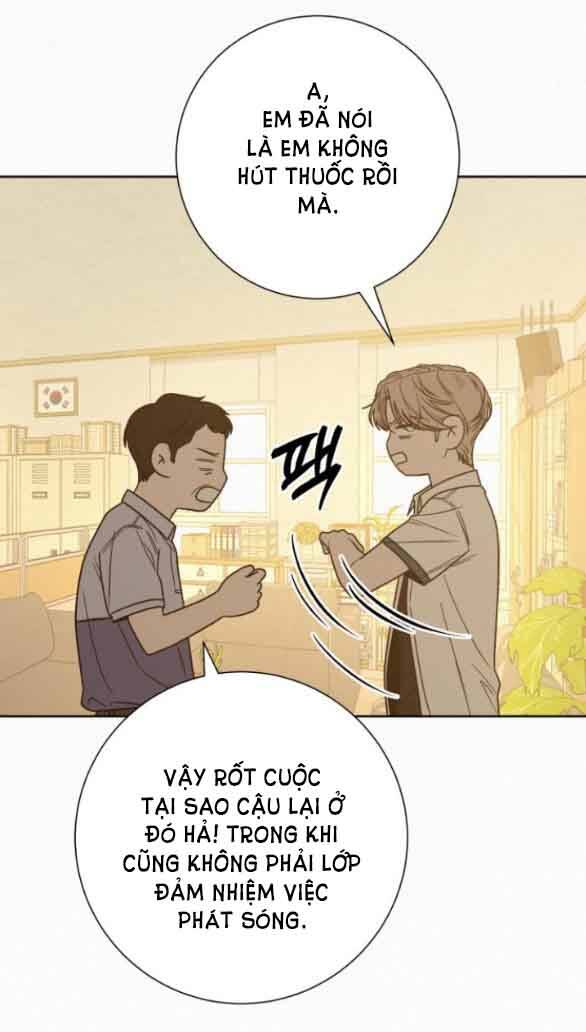 A,
EM ĐÃ NÓI
LÀ EM KHÔNG
HÚT THUỐC RỒI
MÀ.
팩
VẬY RỐT CUỘC
TẠI SAO CẬU LẠI Ở
ĐÓ HẢ! TRONG KHI
CŨNG KHÔNG PHẢI LỚP
ĐẢM NHIỆM VIỆC
PHÁT SÓNG.